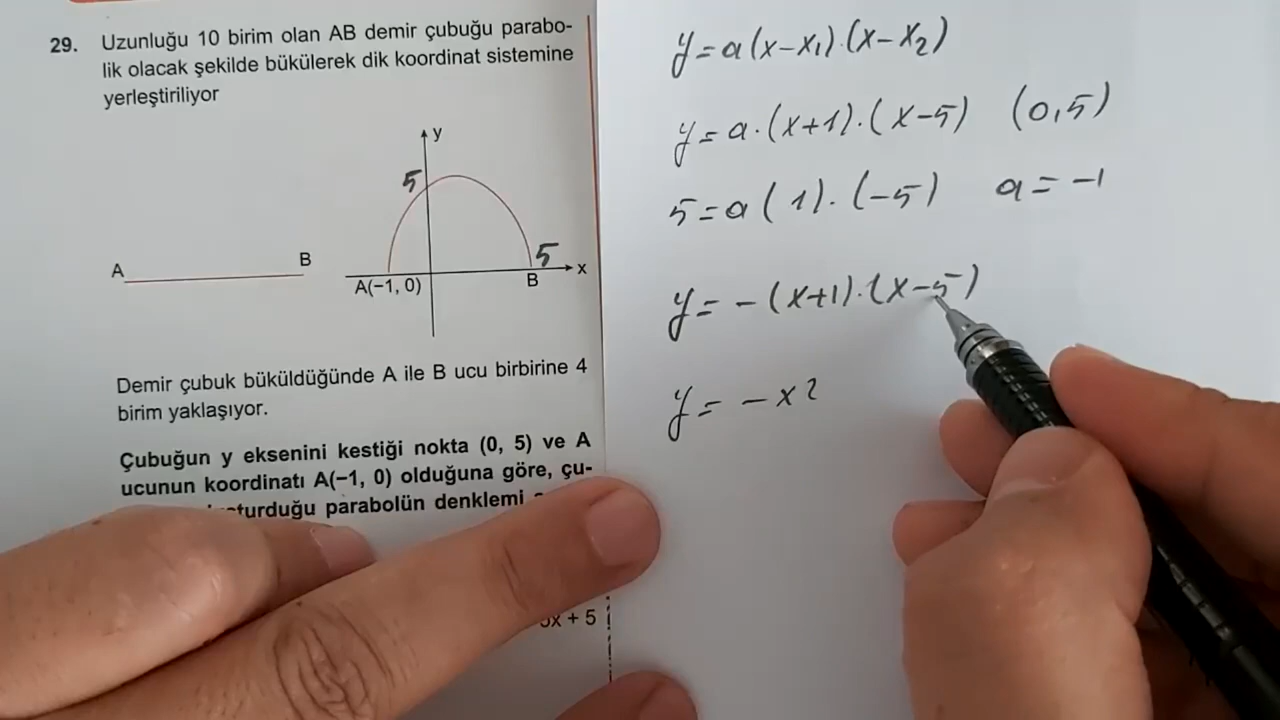 29. Uzunluğu 10 birim olan AB demir çubuğu parabo-
lik olacak şekilde bükülerek dik koordinat sistemine
yerleştiriliyor
y
5
A
B
5
x
A(−1, 0)
B
Demir çubuk büküldüğünde A ile B ucu birbirine 4
birim yaklaşıyor.
Çubuğun y eksenini kestiği nokta (0, 5) ve A
ucunun koordinatı A(−1, 0) olduğuna göre, çu-
parabolün denklemi
x + 5
y = a(x−x₁).(x−x₂)
y = a.(x+1).(x−5) (0,5)
5 = a(1).(−5) a = −1
y = −(x+1).(x−5)
y = −x²